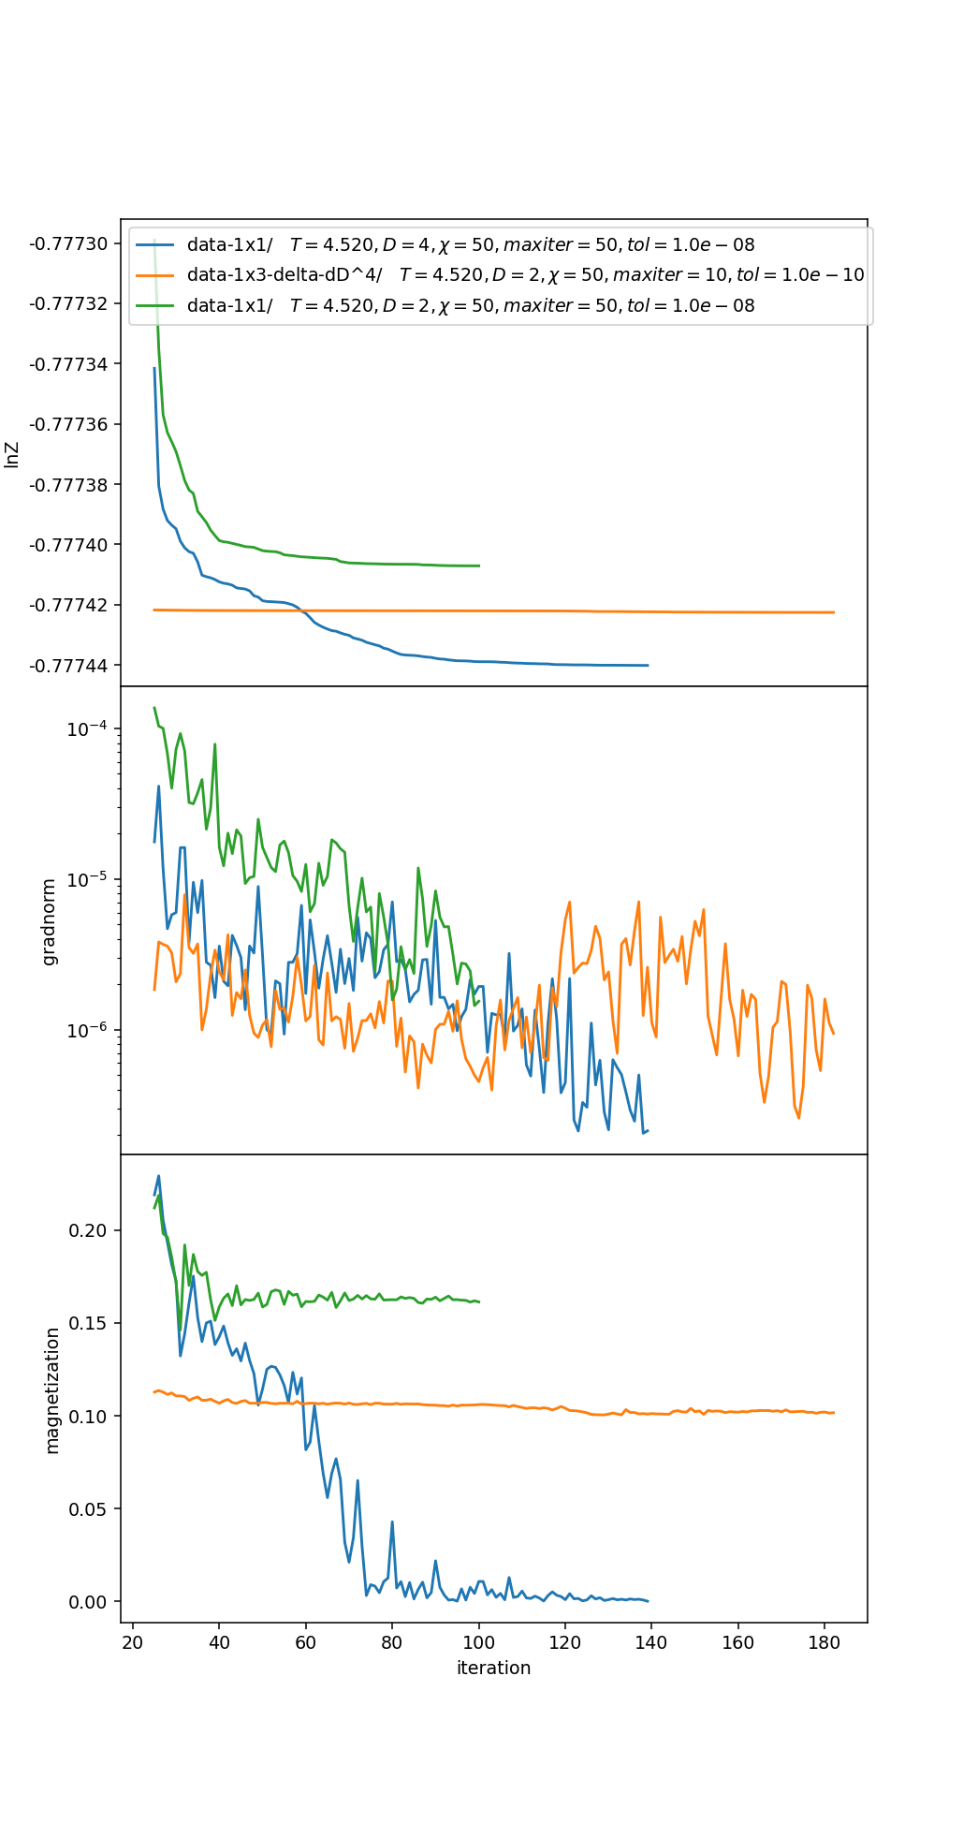 -0.77730
-0.77732
-0.77734
-0.77736
-0.77738
-0.77740
-0.77742
-0.77744
lnZ
data-1x1/ T = 4.520, D = 4, χ = 50, maxiter = 50, tol = 1.0e − 08
data-1x3-delta-dD^4/ T = 4.520, D = 2, χ = 50, maxiter = 10, tol = 1.0e − 10
data-1x1/ T = 4.520, D = 2, χ = 50, maxiter = 50, tol = 1.0e − 08
10⁻⁴
10⁻⁵
10⁻⁶
gradnorm
0.20
0.15
0.10
0.05
0.00
magnetization
20 40 60 80 100 120 140 160 180
iteration